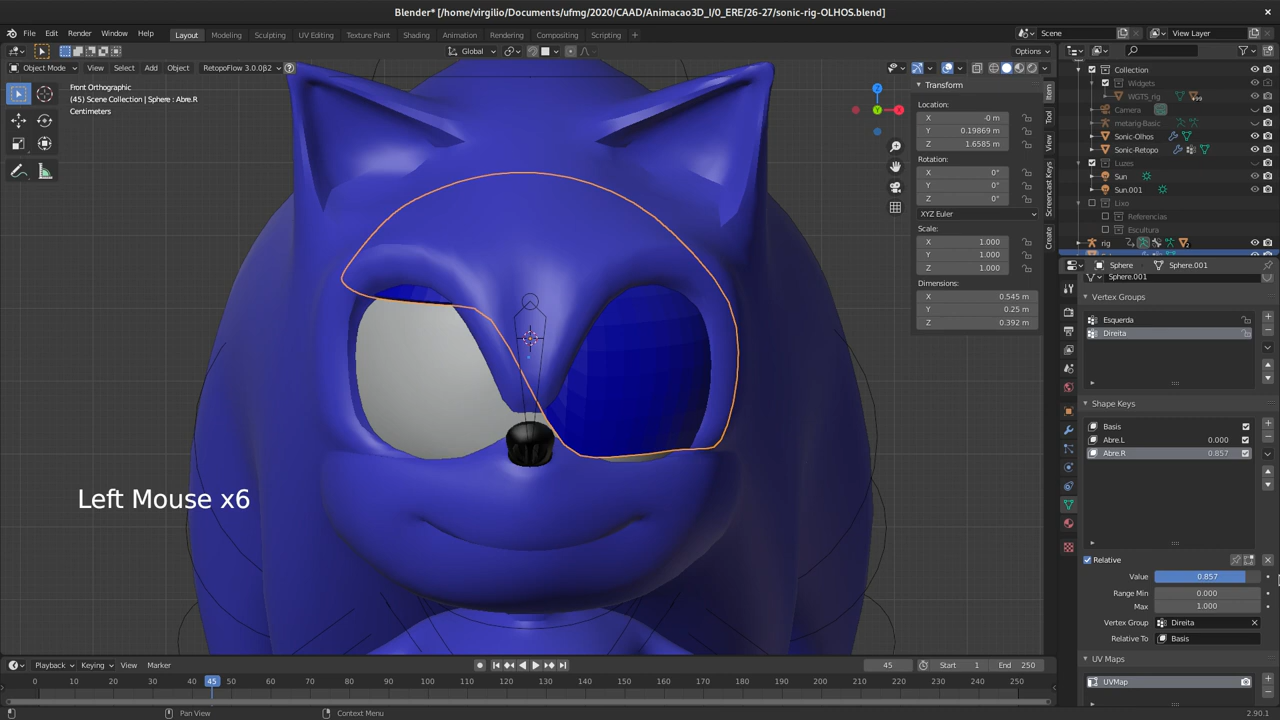 Blender* [/home/virgilio/Documents/ufmg/2020/CAAD/Animacao3D_I/0_ERE/26-27/sonic-rig-OLHOS.blend]
File Edit Render Window Help Layout Modeling Sculpting UV Editing Texture Paint Shading Animation Rendering Compositing Scripting + Scene View Layer
Global Options
Object Mode View Select Add Object RetopoFlow 3.0.0β2
Front Orthographic
(45) Scene Collection | Sphere : Abre.R
Centimeters
Z
X
Y
Transform
Location:
X -0 m
Y 0.19869 m
Z 1.6585 m
Rotation:
X 0°
Y 0°
Z 0°
XYZ Euler
Scale:
X 1.000
Y 1.000
Z 1.000
Dimensions:
X 0.545 m
Y 0.25 m
Z 0.392 m
Item
Tool
View
Screencast Keys
Create
Collection
Widgets
WGTS_rig
Camera
metarig-Basic
Sonic-Olhos
Sonic-Retopo
Luzes
Sun
Sun.001
Lixo
Referencias
Escultura
rig
Sphere Sphere.001
Sphere.001
Vertex Groups
Esquerda
Direita
Shape Keys
Basis
Abre.L 0.000
Abre.R 0.857
Relative
Value 0.857
Range Min 0.000
Max 1.000
Vertex Group Direita
Relative To Basis
UV Maps
UVMap
Left Mouse x6
Playback Keying View Marker 45 Start 1 End 250
0 10 20 30 40 45 50 60 70 80 90 100 110 120 130 140 150 160 170 180 190 200 210 220 230 240 250
Pan View Context Menu 2.90.1